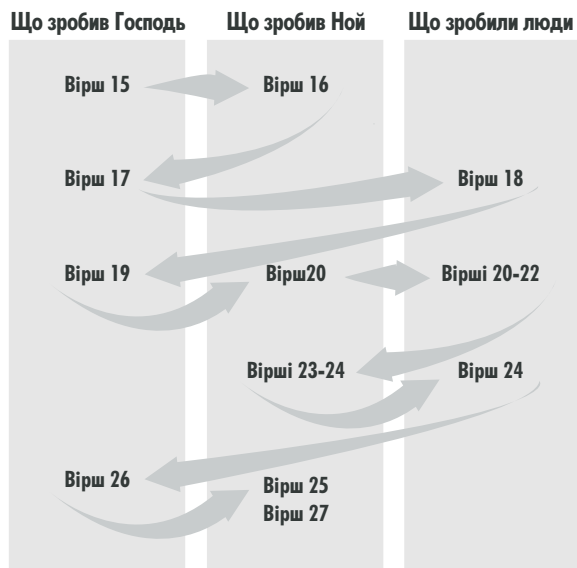 Що зробив Господь Що зробив Ной Що зробили люди
Вірш 15 Вірш 16
Вірш 17 Вірш 18
Вірш 19 Вірш20 Вірші 20-22
Вірші 23-24 Вірш 24
Вірш 26 Вірш 25
Вірш 27